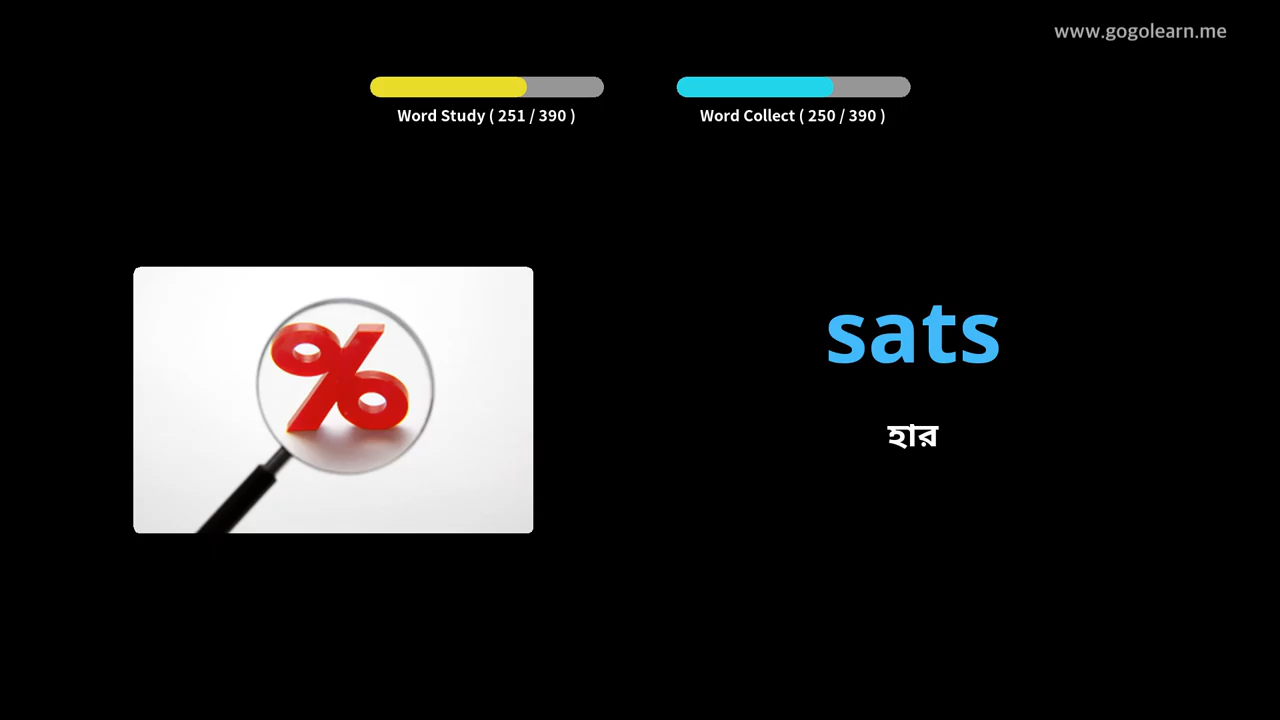 www.gogolearn.me
Word Study ( 251 / 390 )
Word Collect ( 250 / 390 )
%
sats
হার